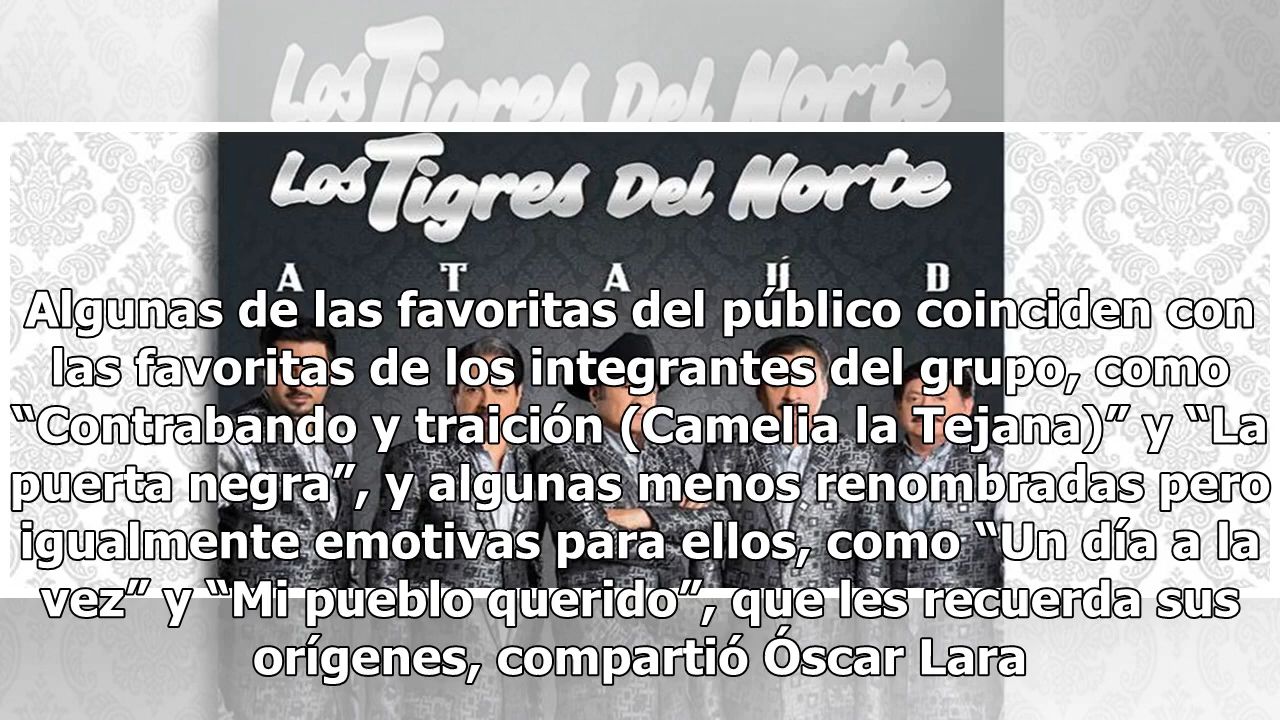 Los Tigres Del Norte
Los Tigres Del Norte
ATAÚD
Algunas de las favoritas del público coinciden con
las favoritas de los integrantes del grupo, como
“Contrabando y traición (Camelia la Tejana)” y “La
puerta negra”, y algunas menos renombradas pero
igualmente emotivas para ellos, como “Un día a la
vez” y “Mi pueblo querido”, que les recuerda sus
orígenes, compartió Óscar Lara